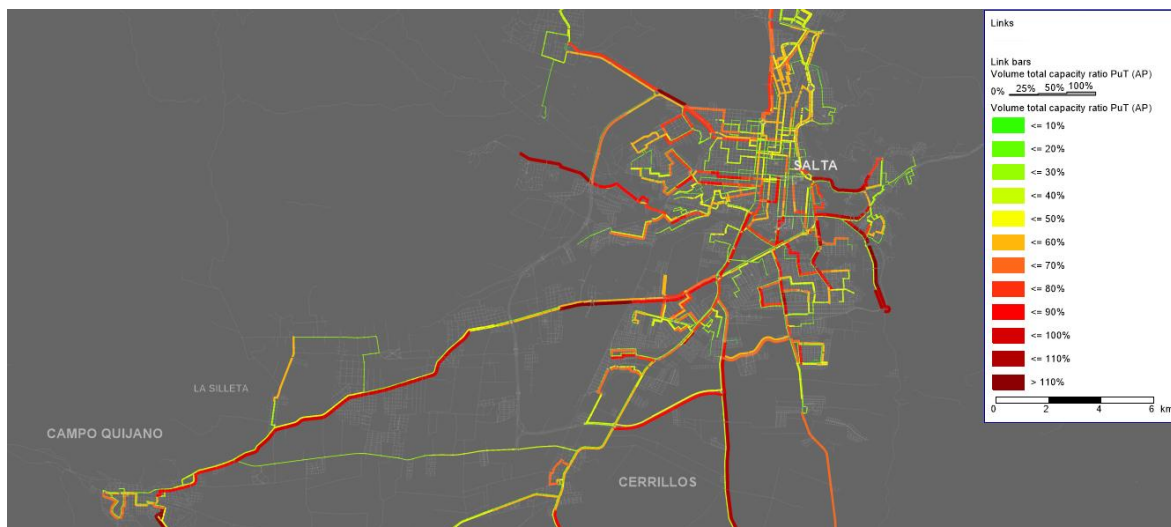 Links
Link bars
Volume total capacity ratio PuT (AP)
0% 25% 50% 100%
Volume total capacity ratio PuT (AP)
<= 10%
<= 20%
<= 30%
<= 40%
<= 50%
<= 60%
<= 70%
<= 80%
<= 90%
<= 100%
<= 110%
> 110%
0 2 4 6
km
SALTA
LA SILLETA
CAMPO QUIJANO
CERRILLOS